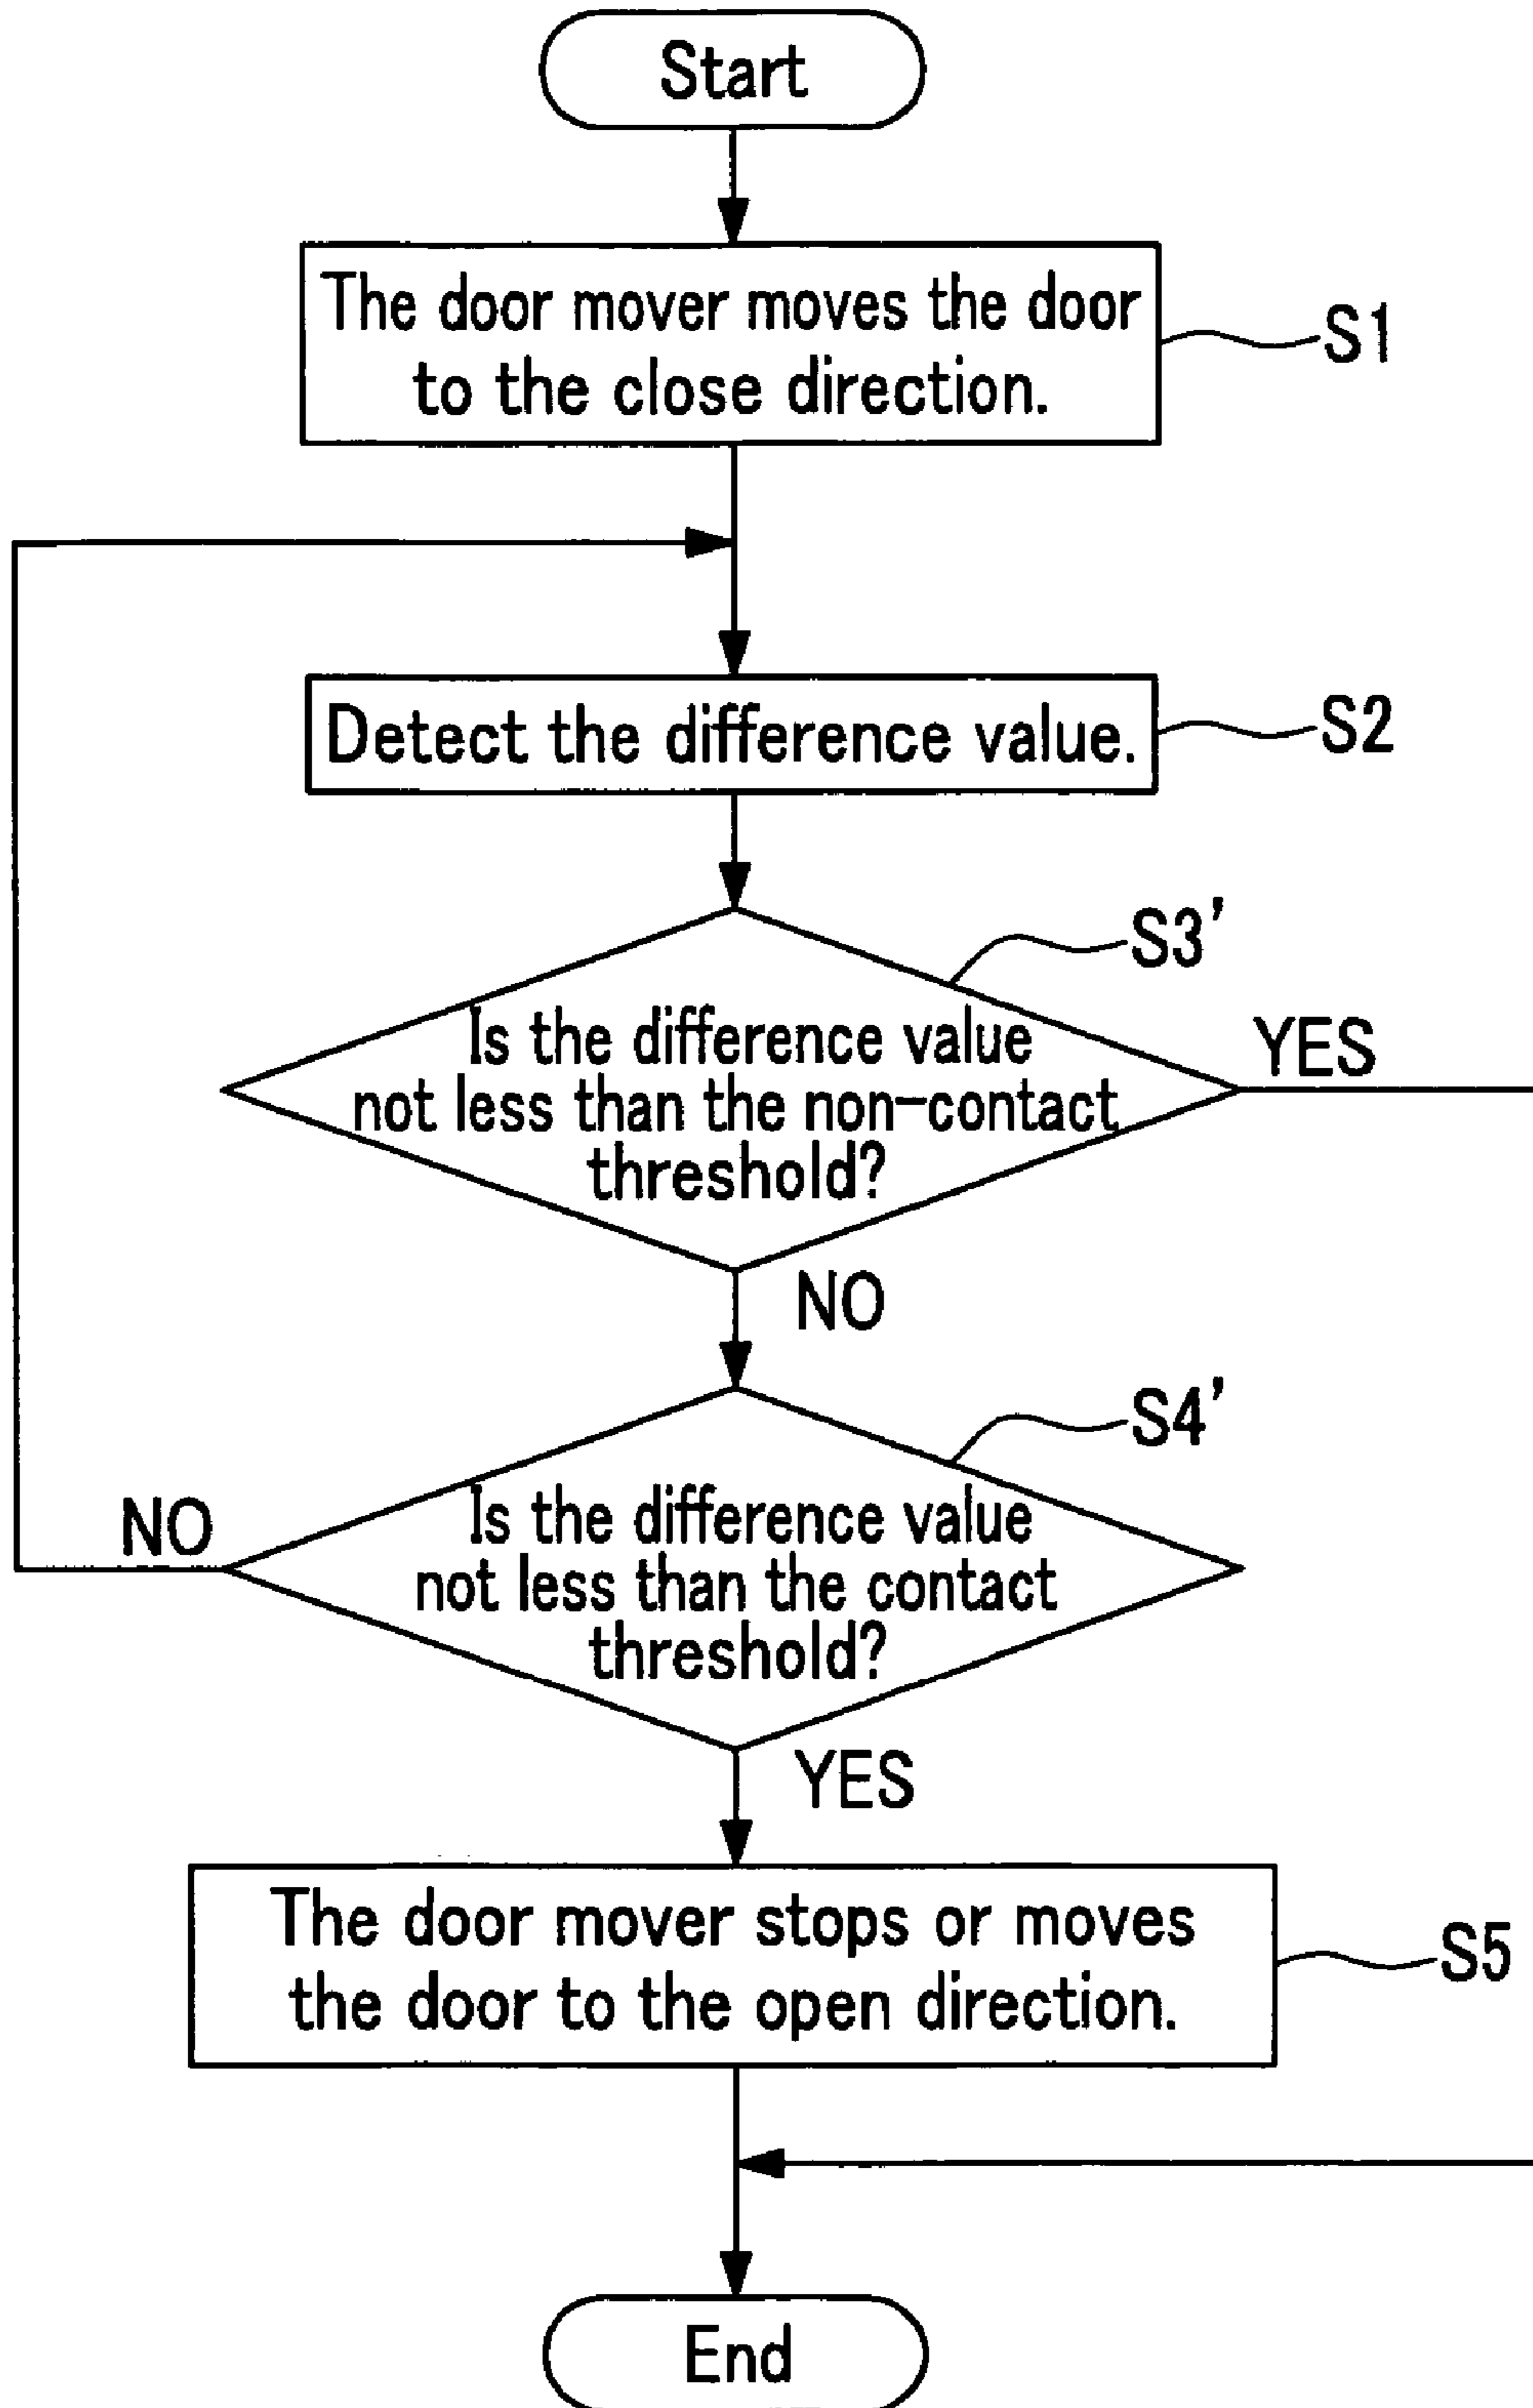 Start
The door mover moves the door
to the close direction.
S1
Detect the difference value.
S2
S3'
Is the difference value
not less than the non-contact
threshold?
YES
NO
S4'
Is the difference value
not less than the contact
threshold?
NO
YES
The door mover stops or moves
the door to the open direction.
S5
End